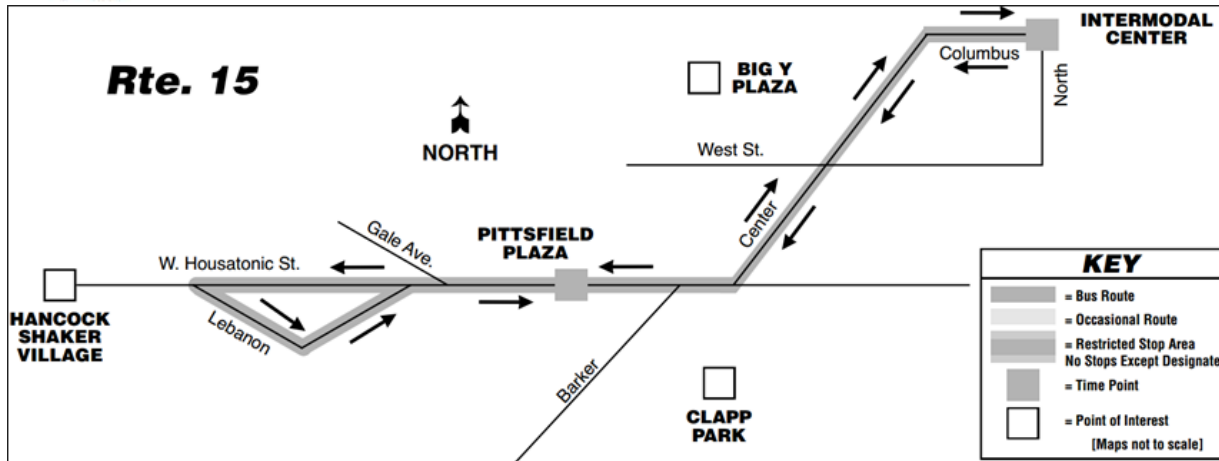 Rte. 15
NORTH
BIG Y
PLAZA
INTERMODAL
CENTER
Columbus
North
West St.
Center
Gale Ave.
PITTSFIELD
PLAZA
W. Housatonic St.
Lebanon
HANCOCK
SHAKER
VILLAGE
Barker
CLAPP
PARK
KEY
= Bus Route
= Occasional Route
= Restricted Stop Area
No Stops Except Designate
= Time Point
= Point of Interest
[Maps not to scale]